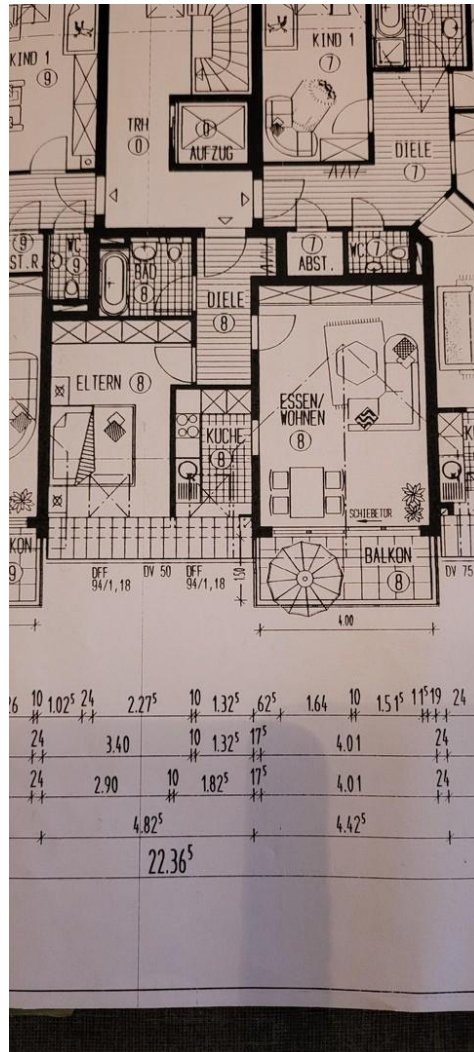 KIND 1
9
TRH
0
0
AUFZUG
KIND 1
7
7
DIELE
7
9
ST.R.
WC
9
BAD
8
DIELE
8
7
ABST.
WC 7
ELTERN 8
KÜCHE
8
ESSEN/
WOHNEN
8
SCHIEBETOR
KON
9
BALKON
8
DFF
94/1,18
DV 50
DFF
94/1,18
1.50
DV 75
4.00
26 10 1.02⁵ 24 2.27⁵ 10 1.32⁵ 62⁵ 1.64 10 1.51⁵ 11⁵ 19 24
24 3.40 10 1.32⁵ 17⁵ 4.01 24
24 2.90 10 1.82⁵ 17⁵ 4.01 24
4.82⁵ 4.42⁵
22.36⁵